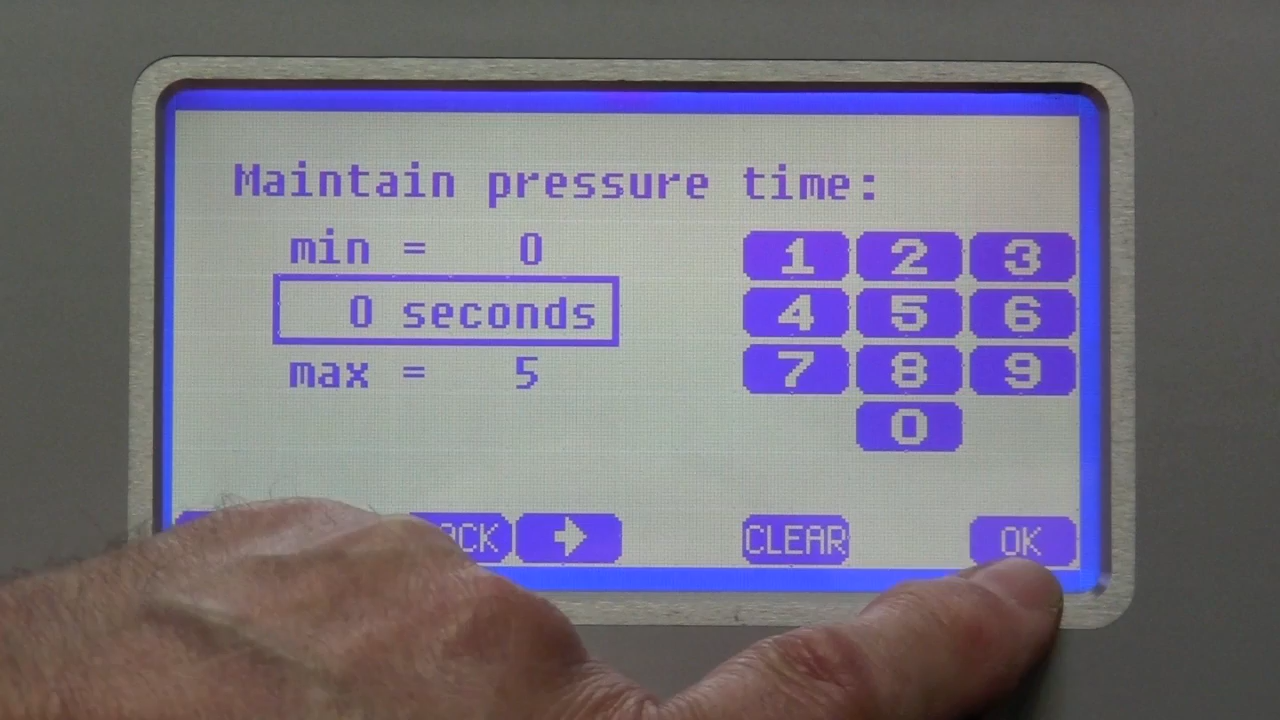 Maintain pressure time:
min = 0
0 seconds
max = 5
1 2 3
4 5 6
7 8 9
0
CLEAR OK